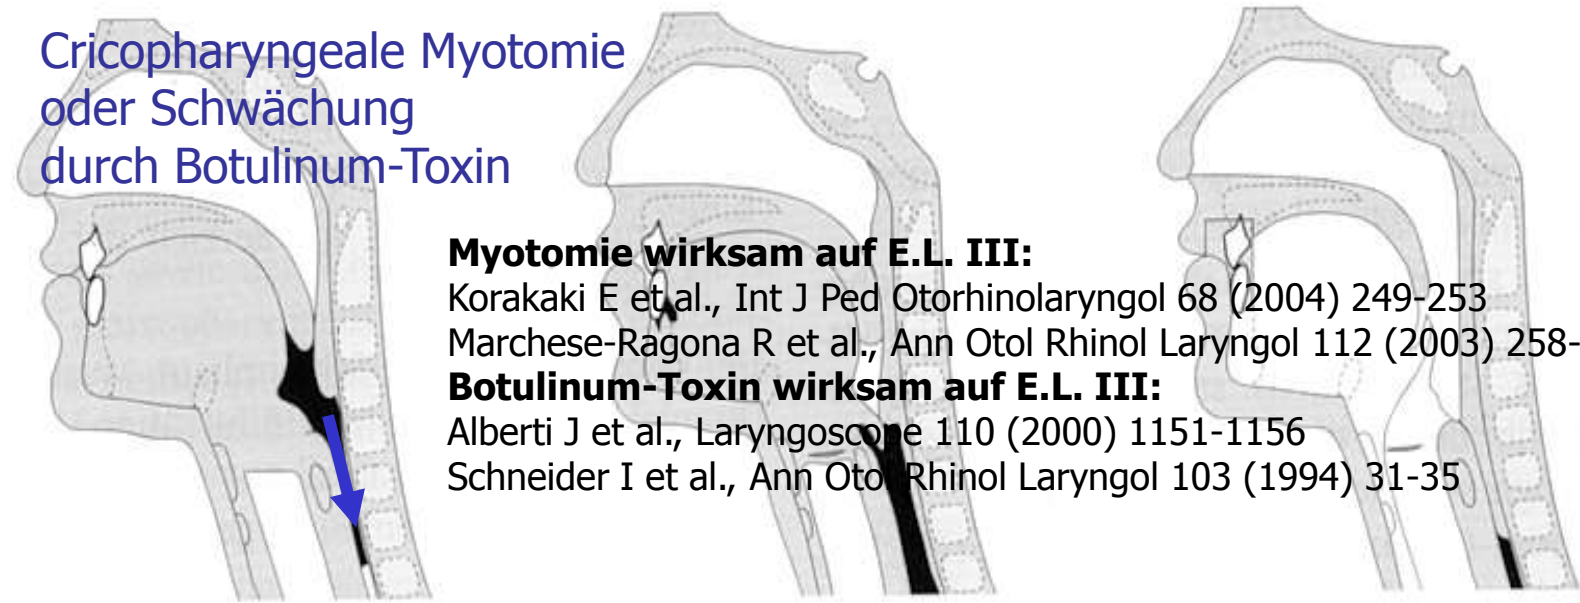 Cricopharyngeale Myotomie
oder Schwächung
durch Botulinum-Toxin
Myotomie wirksam auf E.L. III:
Korakaki E et al., Int J Ped Otorhinolaryngol 68 (2004) 249-253
Marchese-Ragona R et al., Ann Otol Rhinol Laryngol 112 (2003) 258-
Botulinum-Toxin wirksam auf E.L. III:
Alberti J et al., Laryngoscope 110 (2000) 1151-1156
Schneider I et al., Ann Otol Rhinol Laryngol 103 (1994) 31-35